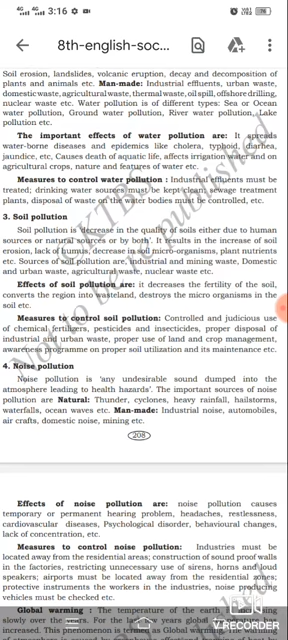 4G 4G 3:16
8th-english-soc...
Soil erosion, landslides, volcanic eruption, decay and decomposition of
plants and animals etc. Man-made: Industrial effluents, urban waste,
domestic waste, agricultural waste, thermal waste, oil spill, offshore drilling,
nuclear waste etc. Water pollution is of different types: Sea or Ocean
water pollution, Ground water pollution, River water pollution, Lake
pollution etc.
The important effects of water pollution are: It spreads
water-borne diseases and epidemics like cholera, typhoid, diarhea,
jaundice, etc, Causes death of aquatic life, affects irrigation water and on
agricultural crops, nature and features of water etc.
Measures to control water pollution : Industrial effluents must be
treated; drinking water sources must be kept clean; sewage treatment
plants, disposal of waste on the water bodies must be controlled, etc.
3. Soil pollution
Soil pollution is 'decrease in the quality of soils either due to human
sources or natural sources or by both'. It results in the increase of soil
erosion, lack of humus, decrease in soil micro-organisms, plant nutrients
etc. Sources of soil pollution are, industrial and mining waste, Domestic
and urban waste, agricultural waste, nuclear waste etc.
Effects of soil pollution are: it decreases the fertility of the soil,
converts the region into wasteland, destroys the micro organisms in the
soil etc.
Measures to control soil pollution: Controlled and judicious use
of chemical fertilizers, pesticides and insecticides, proper disposal of
industrial and urban waste, proper use of land and crop management,
awareness programme on proper soil utilization and its maintenance etc.
4. Noise pollution
Noise pollution is 'any undesirable sound dumped into the
atmosphere leading to health hazards'. The important sources of noise
pollution are Natural: Thunder, cyclones, heavy rainfall, hailstorms,
waterfalls, ocean waves etc. Man-made: Industrial noise, automobiles,
air crafts, domestic noise, mining etc.
208
Effects of noise pollution are: noise pollution causes
temporary or permanent hearing problem, headaches, restlessness,
cardiovascular diseases, Psychological disorder, behavioural changes,
lack of concentration, etc.
Measures to control noise pollution: Industries must be
located away from the residential areas; construction of sound proof walls
in the factories, restricting unnecessary use of sirens, horns and loud
speakers; airports must be located away from the residential zones,
protective instruments the workers in the industries, noise producing
vehicles must be checked etc.
Global warming : The temperature of the earth
slowly over the years. For the last few years global temperature has
increased. This phenomenon is termed as Global warming.
V RECORDER